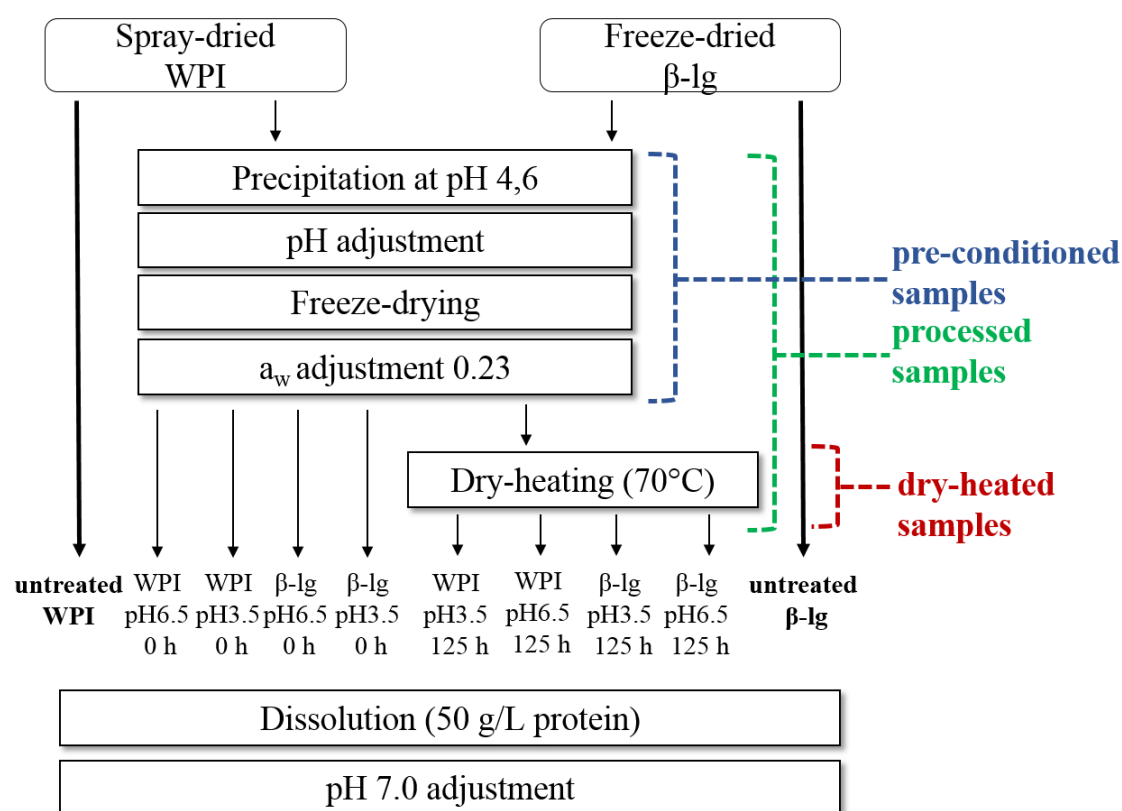 Spray-dried
WPI
Freeze-dried
β-lg
Precipitation at pH 4,6
pH adjustment
Freeze-drying
aw adjustment 0.23
pre-conditioned
samples
processed
samples
Dry-heating (70°C)
dry-heated
samples
untreated
WPI
WPI
pH6.5
0 h
WPI
pH3.5
0 h
β-lg
pH6.5
0 h
β-lg
pH3.5
0 h
WPI
pH3.5
125 h
WPI
pH6.5
125 h
β-lg
pH3.5
125 h
β-lg
pH6.5
125 h
untreated
β-lg
Dissolution (50 g/L protein)
pH 7.0 adjustment